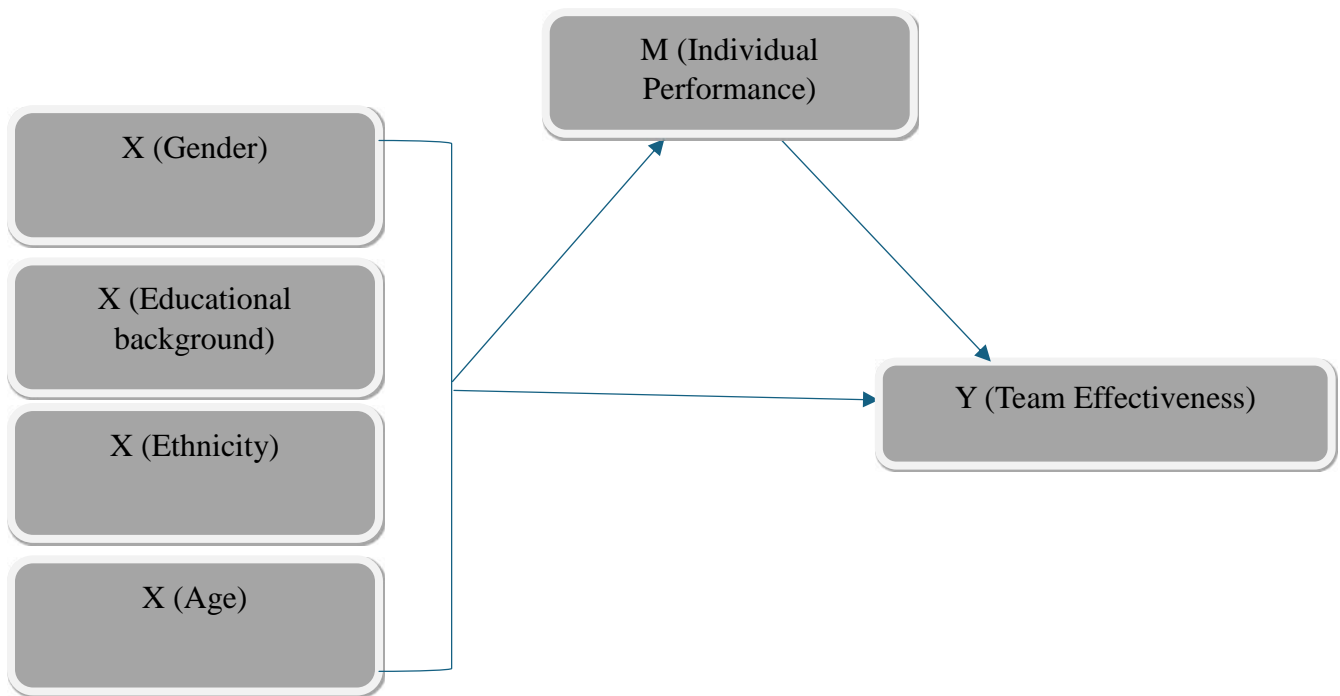 M (Individual
Performance)
X (Gender)
X (Educational
background)
X (Ethnicity)
X (Age)
Y (Team Effectiveness)